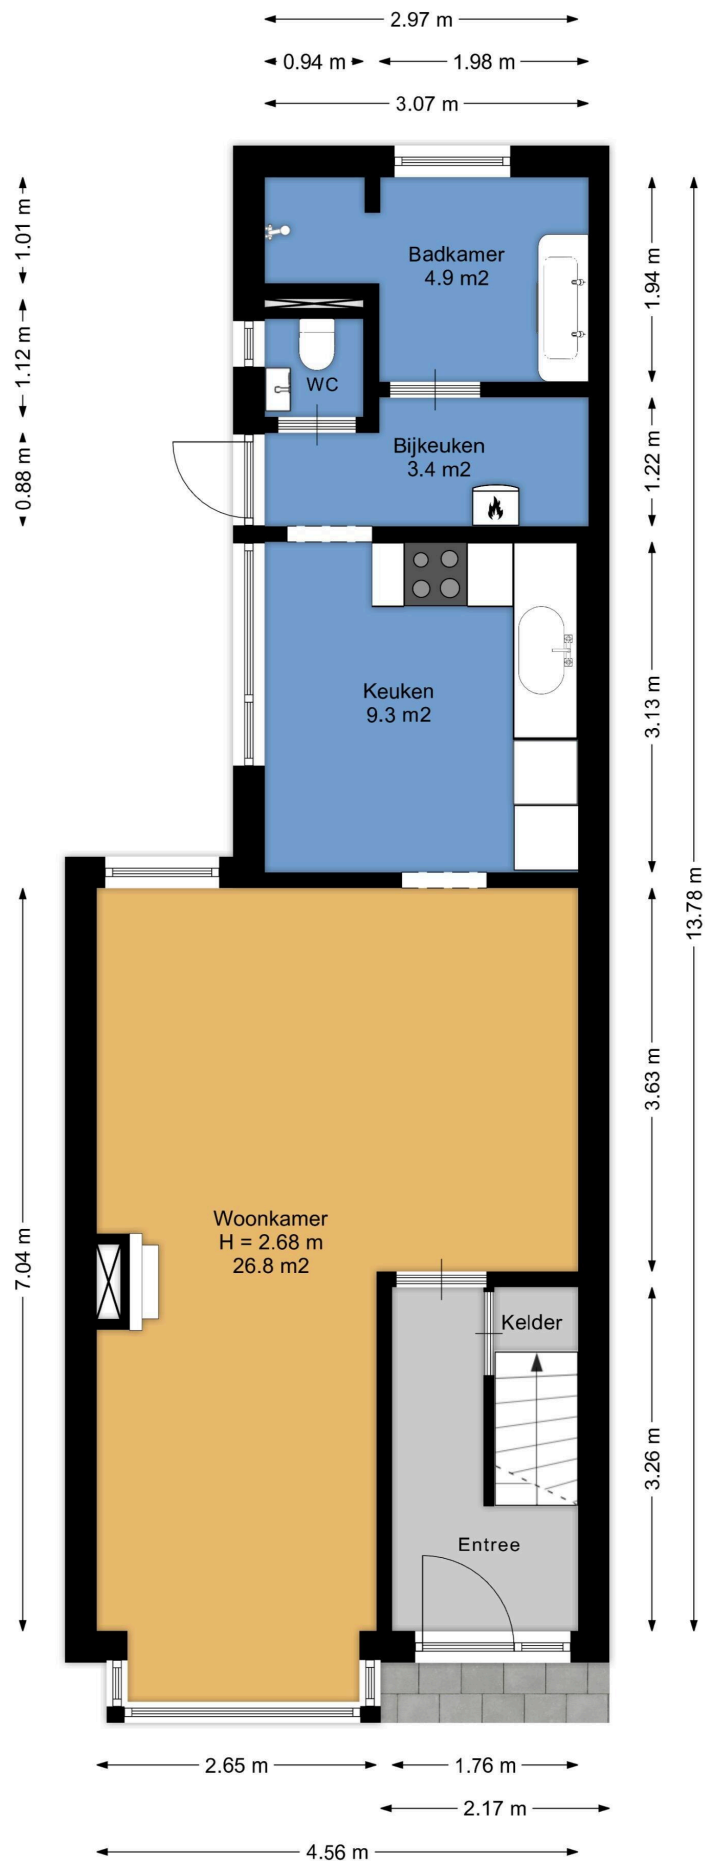 2.97 m
0.94 m
1.98 m
3.07 m
1.01 m
1.12 m
0.88 m
Badkamer
4.9 m2
1.94 m
WC
Bijkeuken
3.4 m2
1.22 m
Keuken
9.3 m2
3.13 m
13.78 m
3.63 m
7.04 m
Woonkamer
H = 2.68 m
26.8 m2
Kelder
3.26 m
Entree
2.65 m
1.76 m
2.17 m
4.56 m